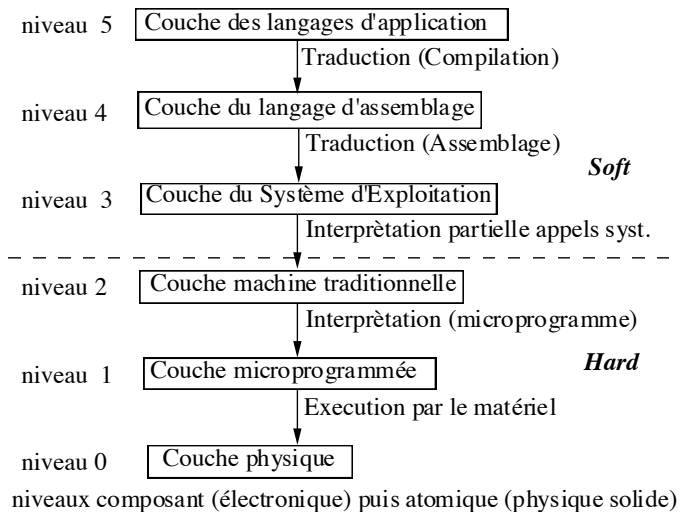 niveau 5 Couche des langages d'application
Traduction (Compilation)
niveau 4 Couche du langage d'assemblage
Traduction (Assemblage)
Soft
niveau 3 Couche du Système d'Exploitation
Interprètation partielle appels syst.
niveau 2 Couche machine traditionnelle
Interprètation (microprogramme)
Hard
niveau 1 Couche microprogrammée
Execution par le matériel
niveau 0 Couche physique
niveaux composant (électronique) puis atomique (physique solide)